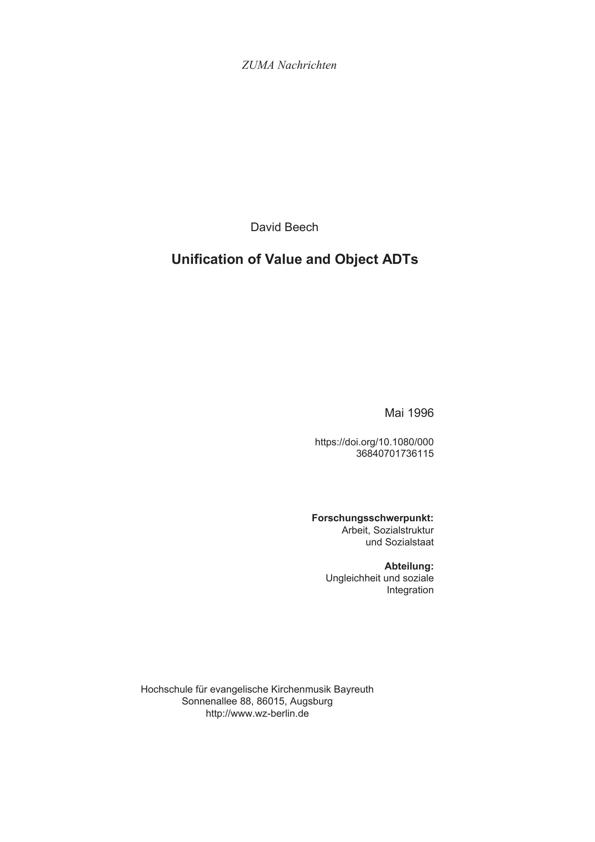 ZUMA Nachrichten
David Beech
Unification of Value and Object ADTs
Mai 1996
https://doi.org/10.1080/000
36840701736115
Forschungsschwerpunkt:
Arbeit, Sozialstruktur
und Sozialstaat
Abteilung:
Ungleichheit und soziale
Integration
Hochschule für evangelische Kirchenmusik Bayreuth
Sonnenallee 88, 86015, Augsburg
http://www.wz-berlin.de